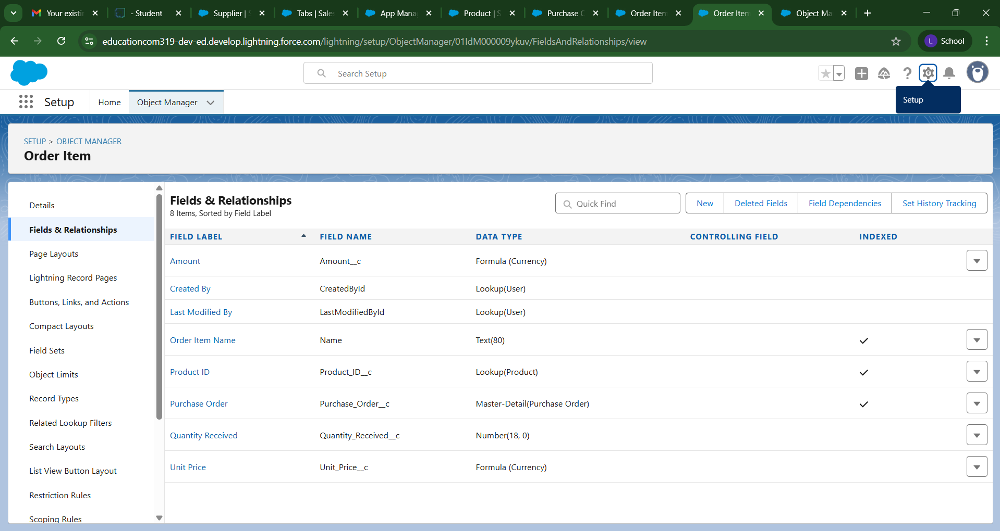 Your existin
- Student
Supplier | S
Tabs | Sales
App Mana
Product | S
Purchase O
Order Item
Order Item
Object Ma
educationcom319-dev-ed.develop.lightning.force.com/lightning/setup/ObjectManager/01IdM000009ykuv/FieldsAndRelationships/view
L School
Search Setup
Setup
Home
Object Manager
Setup
SETUP > OBJECT MANAGER
Order Item
Details
Fields & Relationships
Page Layouts
Lightning Record Pages
Buttons, Links, and Actions
Compact Layouts
Field Sets
Object Limits
Record Types
Related Lookup Filters
Search Layouts
List View Button Layout
Restriction Rules
Scoping Rules
Fields & Relationships
8 Items, Sorted by Field Label
Quick Find
New
Deleted Fields
Field Dependencies
Set History Tracking
FIELD LABEL FIELD NAME DATA TYPE CONTROLLING FIELD INDEXED
Amount Amount__c Formula (Currency)
Created By CreatedById Lookup(User)
Last Modified By LastModifiedById Lookup(User)
Order Item Name Name Text(80)
Product ID Product_ID__c Lookup(Product)
Purchase Order Purchase_Order__c Master-Detail(Purchase Order)
Quantity Received Quantity_Received__c Number(18, 0)
Unit Price Unit_Price__c Formula (Currency)